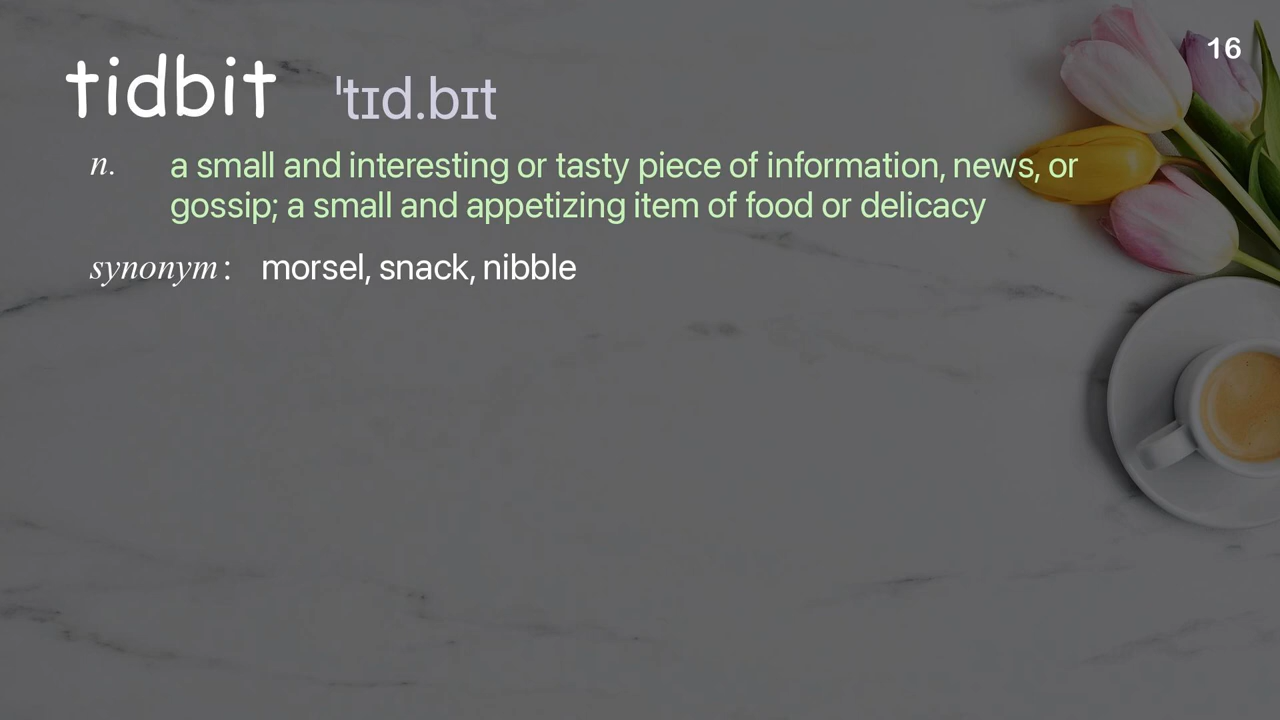 16
tidbit ˈtɪd.bɪt
n. a small and interesting or tasty piece of information, news, or
gossip; a small and appetizing item of food or delicacy
synonym: morsel, snack, nibble